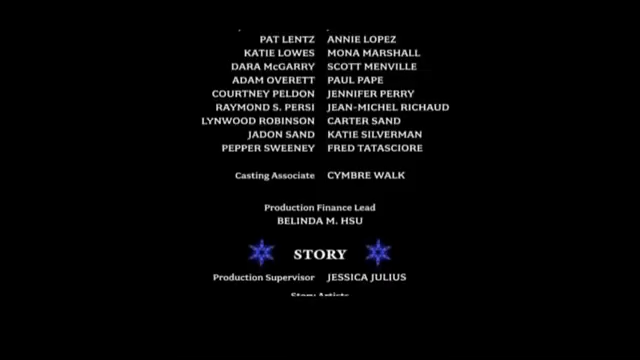 PAT LENTZ ANNIE LOPEZ
KATIE LOWES MONA MARSHALL
DARA McGARRY SCOTT MENVILLE
ADAM OVERETT PAUL PAPE
COURTNEY PELDON JENNIFER PERRY
RAYMOND S. PERSI JEAN-MICHEL RICHAUD
LYNWOOD ROBINSON CARTER SAND
JADON SAND KATIE SILVERMAN
PEPPER SWEENEY FRED TATASCIORE
Casting Associate CYMBRE WALK
Production Finance Lead
BELINDA M. HSU
STORY
Production Supervisor JESSICA JULIUS
Story Artists